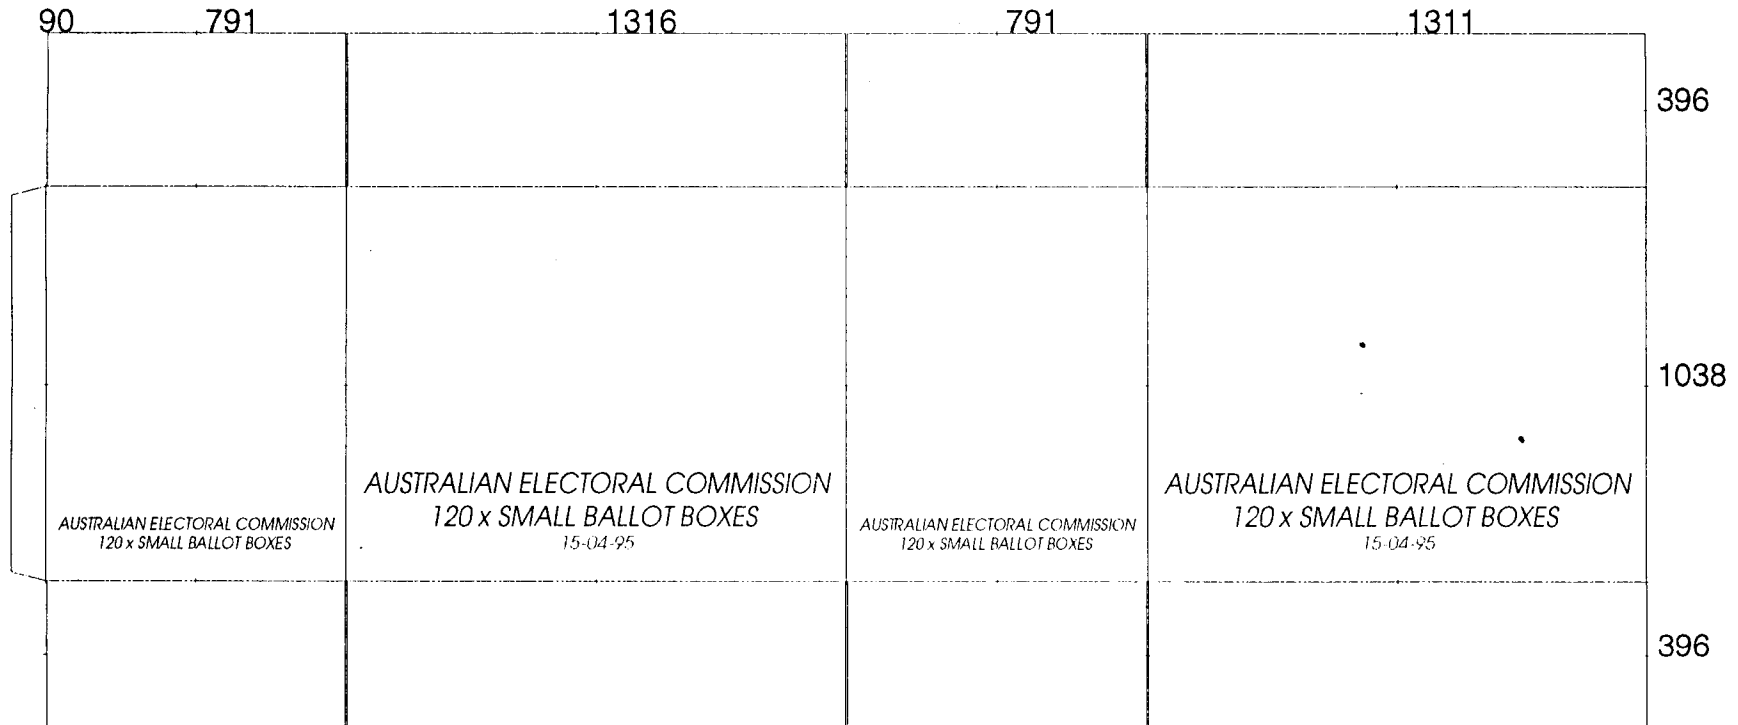 90 791 1316 791 1311
396
1038
AUSTRALIAN ELECTORAL COMMISSION
120 x SMALL BALLOT BOXES
AUSTRALIAN ELECTORAL COMMISSION
120 x SMALL BALLOT BOXES
15-04-95
AUSTRALIAN ELECTORAL COMMISSION
120 x SMALL BALLOT BOXES
AUSTRALIAN ELECTORAL COMMISSION
120 x SMALL BALLOT BOXES
15-04-95
396